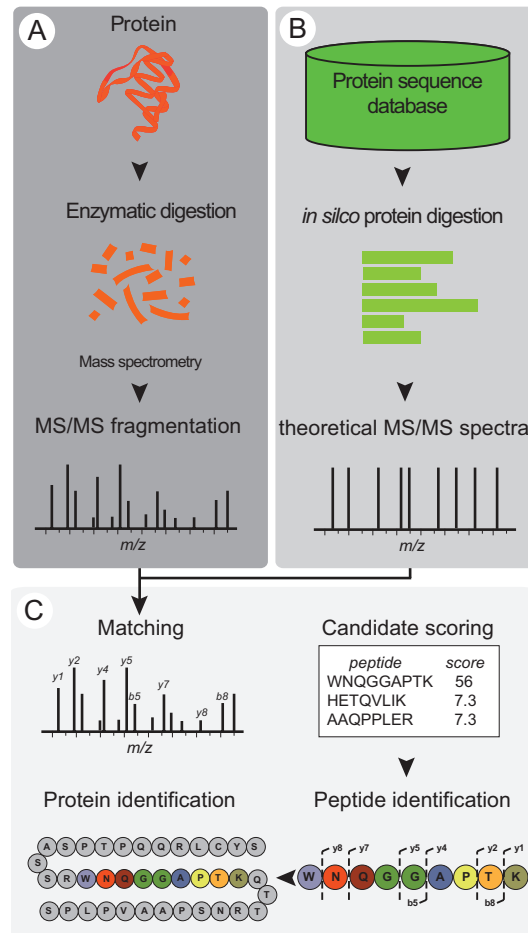 A
Protein
Enzymatic digestion
Mass spectrometry
MS/MS fragmentation
m/z
B
Protein sequence
database
in silco protein digestion
theoretical MS/MS spectra
m/z
C
Matching
y1 y2 y4 y5 b5 y7 y8 b8
m/z
Candidate scoring
peptide score
WNQGGAPTK 56
HETQVLIK 7.3
AAQPPLER 7.3
Protein identification
A S P T P Q Q R L C Y S
S
S R W N Q G G A P T K Q
T
S P L P V A A P S N R T
Peptide identification
y8 y7 y5 y4 y2 y1
W N Q G G A P T K
b5 b8